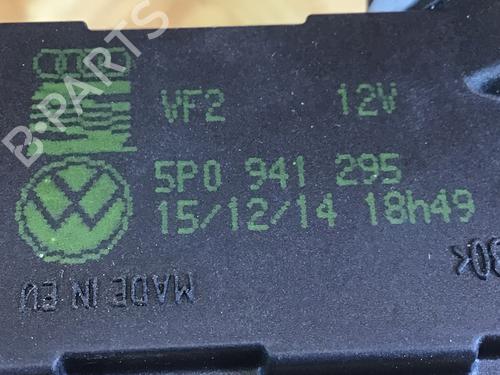 VF2 12V
5P0 941 295
15/12/14 18h49
MADE IN EU
B-PARTS